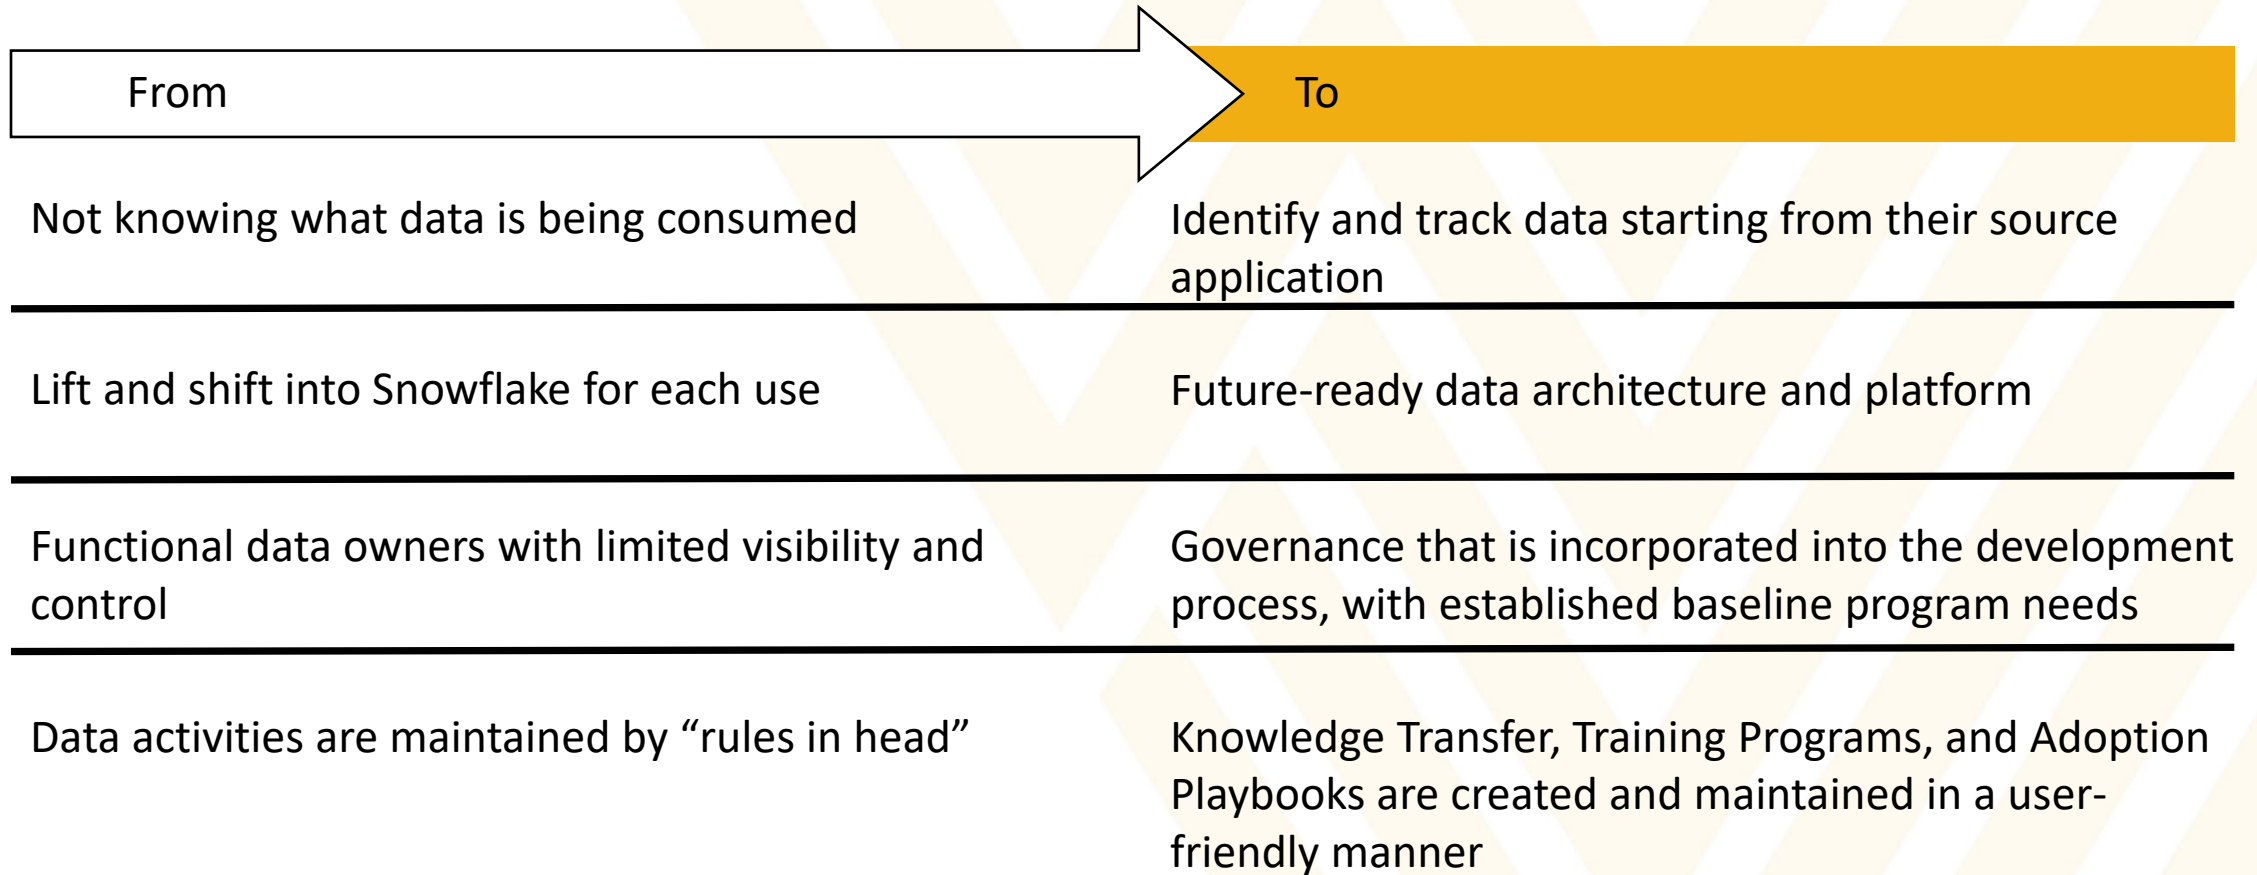 From
To
Not knowing what data is being consumed
Identify and track data starting from their source
application
Lift and shift into Snowflake for each use
Future-ready data architecture and platform
Functional data owners with limited visibility and
control
Governance that is incorporated into the development
process, with established baseline program needs
Data activities are maintained by “rules in head”
Knowledge Transfer, Training Programs, and Adoption
Playbooks are created and maintained in a user-
friendly manner